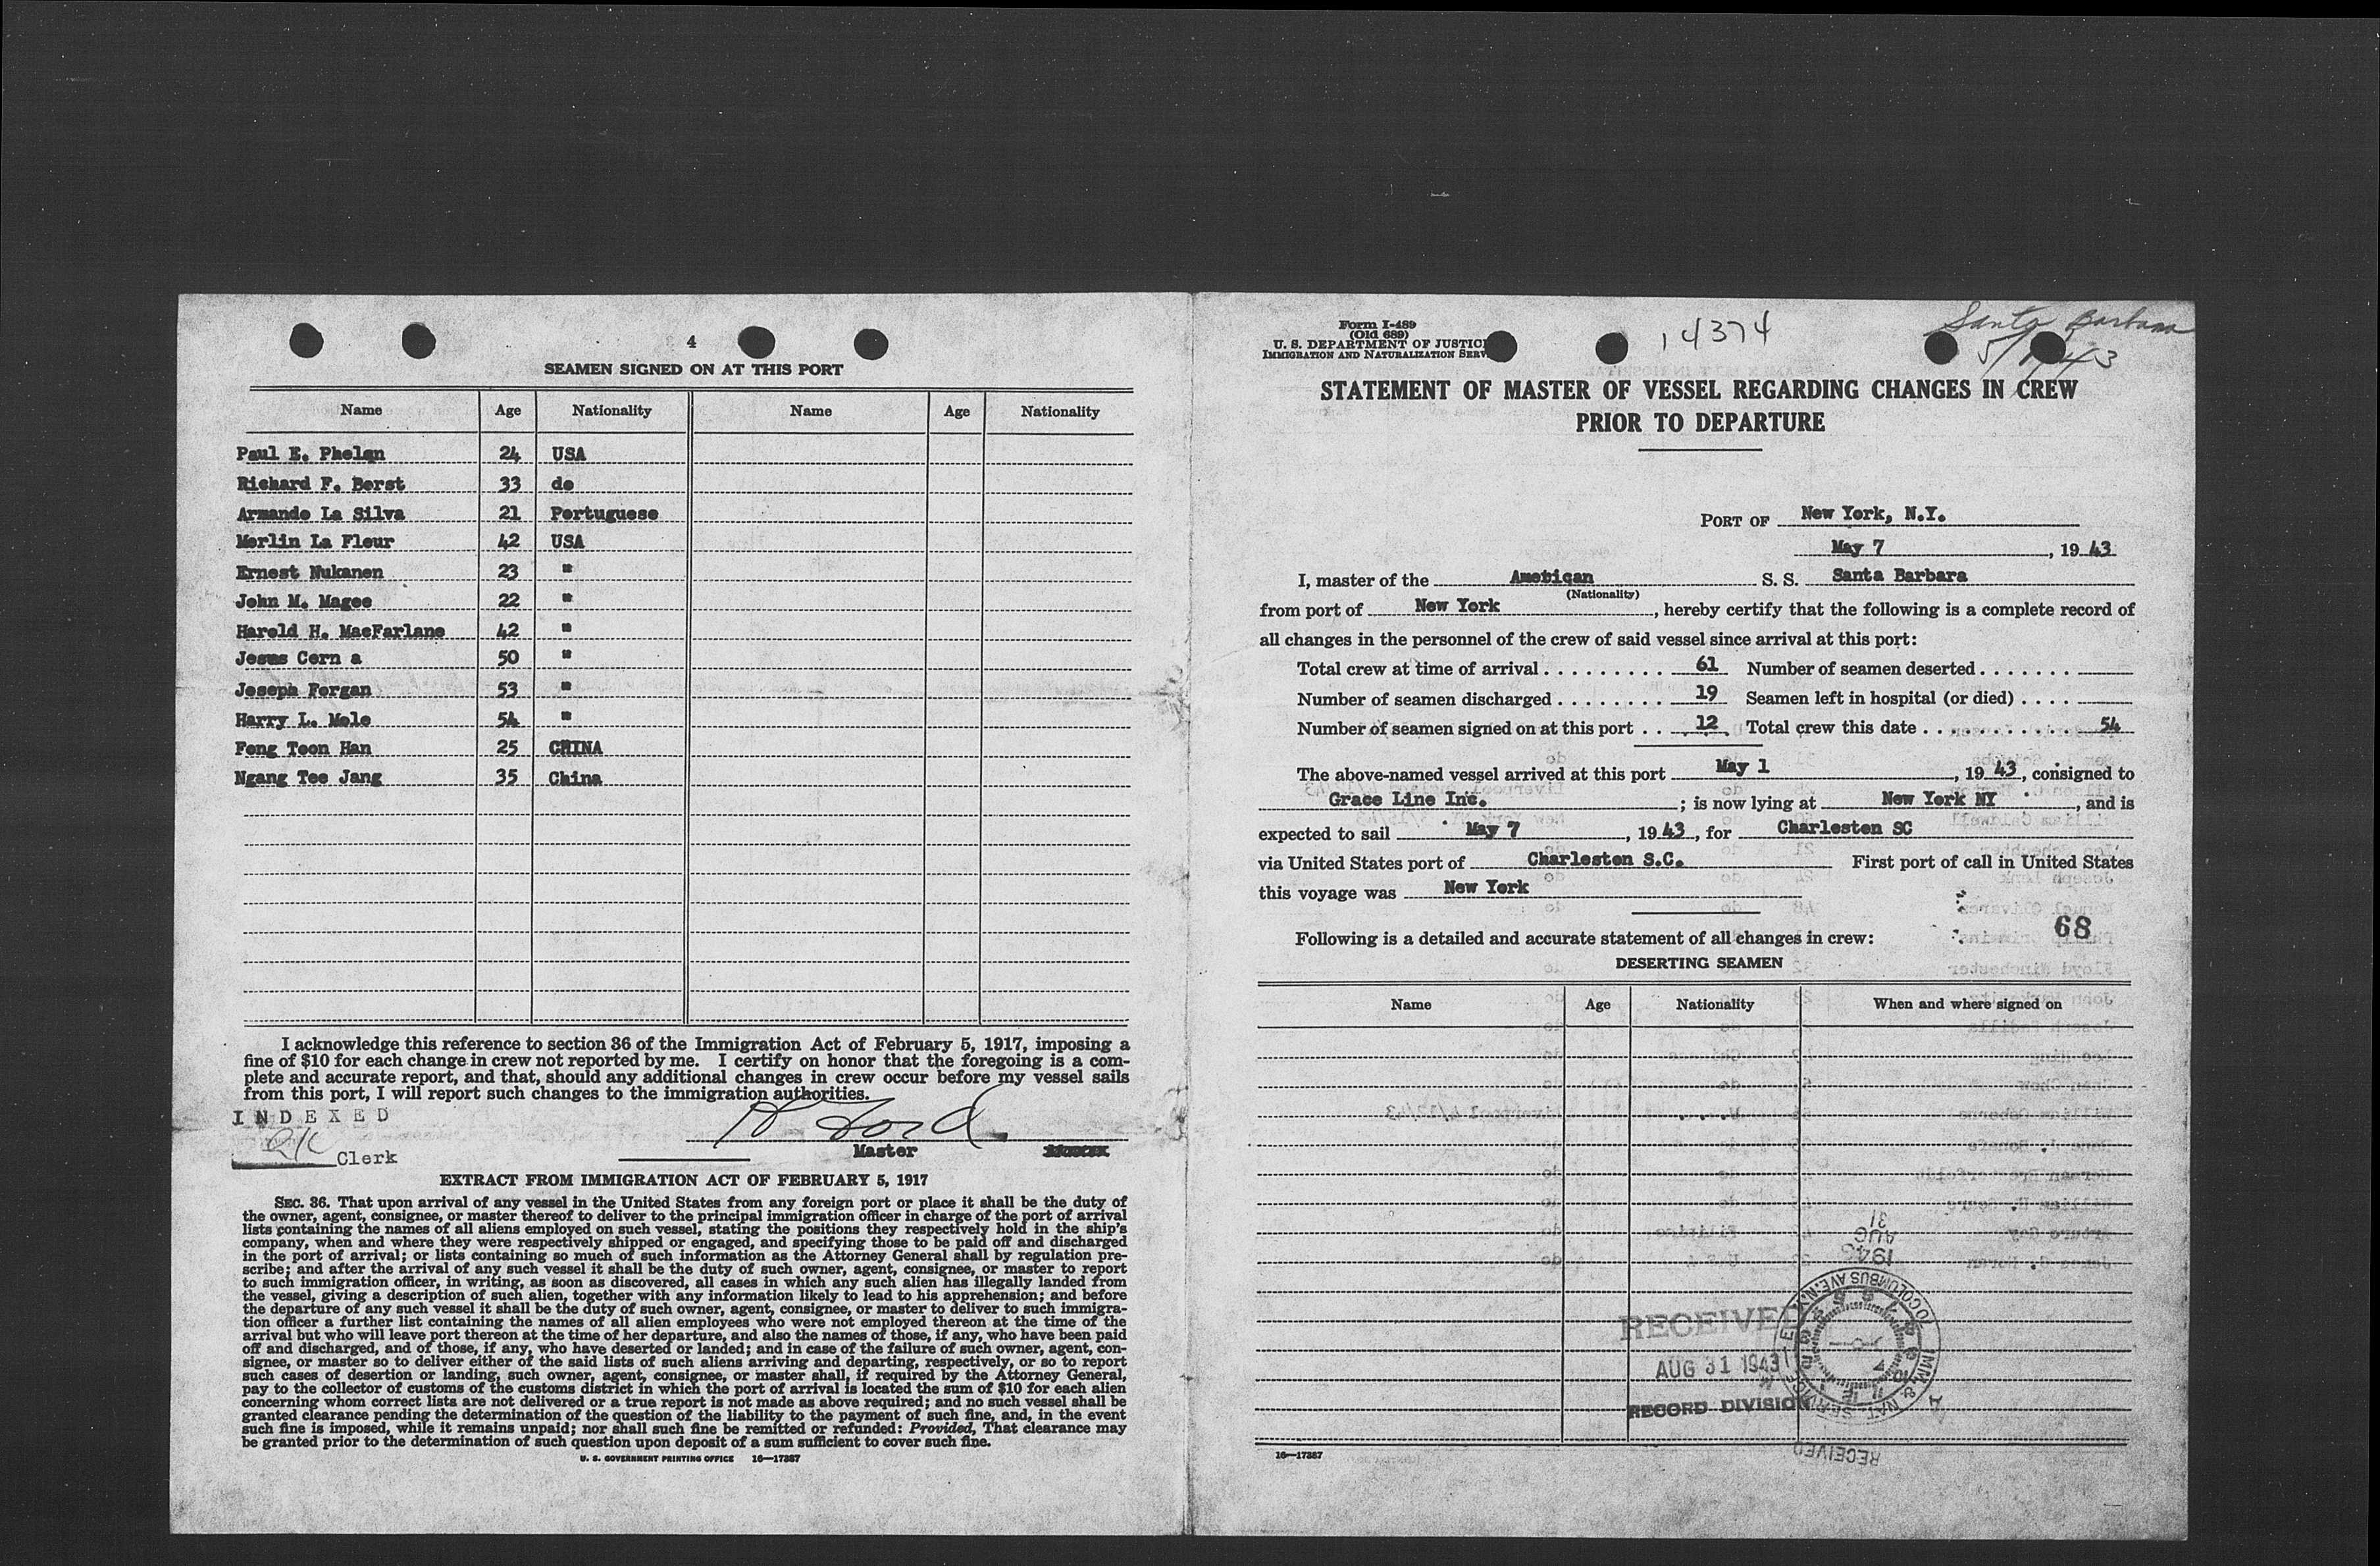 4
SEAMEN SIGNED ON AT THIS PORT
Name Age Nationality Name Age Nationality
Paul E. Phelan 24 USA
Richard F. Berst 33 do
Armando La Silva 21 Portuguese
Merlin La Fleur 42 USA
Ernest Nukanen 23 "
John M. Magee 22 "
Harold H. MacFarlane 42 "
Jesus Corn a 50 "
Joseph Forgan 53 "
Harry L. Mole 54 "
Feng Toon Han 25 CHINA
Ngang Tee Jang 35 China
I acknowledge this reference to section 36 of the Immigration Act of February 5, 1917, imposing a
fine of $10 for each change in crew not reported by me. I certify on honor that the foregoing is a com-
plete and accurate report, and that, should any additional changes in crew occur before my vessel sails
from this port, I will report such changes to the immigration authorities.
INDEXED
H Ford
Clerk
Master
EXTRACT FROM IMMIGRATION ACT OF FEBRUARY 5, 1917
SEC. 36. That upon arrival of any vessel in the United States from any foreign port or place it shall be the duty of
the owner, agent, consignee, or master thereof to deliver to the principal immigration officer in charge of the port of arrival
lists containing the names of all aliens employed on such vessel, stating the positions they respectively hold in the ship's
company, when and where they were respectively shipped or engaged, and specifying those to be paid off and discharged
in the port of arrival; or lists containing so much of such information as the Attorney General shall by regulation pre-
scribe; and after the arrival of any such vessel it shall be the duty of such owner, agent, consignee, or master to report
to such immigration officer, in writing, as soon as discovered, all cases in which any such alien has illegally landed from
the vessel, giving a description of such alien, together with any information likely to lead to his apprehension; and before
the departure of any such vessel it shall be the duty of such owner, agent, consignee, or master to deliver to such immigra-
tion officer a further list containing the names of all alien employees who were not employed thereon at the time of the
arrival but who will leave port thereon at the time of her departure, and also the names of those, if any, who have been paid
off and discharged, and of those, if any, who have deserted or landed; and in case of the failure of such owner, agent, con-
signee, or master so to deliver either of the said lists of such aliens arriving and departing, respectively, or so to report
such cases of desertion or landing, such owner, agent, consignee, or master shall, if required by the Attorney General,
pay to the collector of customs of the customs district in which the port of arrival is located the sum of $10 for each alien
concerning whom correct lists are not delivered or a true report is not made as above required; and no such vessel shall be
granted clearance pending the determination of the question of the liability to the payment of such fine, and, in the event
such fine is imposed, while it remains unpaid; nor shall such fine be remitted or refunded: Provided, That clearance may
be granted prior to the determination of such question upon deposit of a sum sufficient to cover such fine.
U. S. GOVERNMENT PRINTING OFFICE 16—17387
Form I-489
(Old 689)
U. S. DEPARTMENT OF JUSTIC
IMMIGRATION AND NATURALIZATION SERV
14374
Santa Barbara
5/1/43
STATEMENT OF MASTER OF VESSEL REGARDING CHANGES IN CREW
PRIOR TO DEPARTURE
PORT OF New York, N.Y.
May 7, 19 43
I, master of the American S. S. Santa Barbara
(Nationality)
from port of New York, hereby certify that the following is a complete record of
all changes in the personnel of the crew of said vessel since arrival at this port:
Total crew at time of arrival 61 Number of seamen deserted
Number of seamen discharged 19 Seamen left in hospital (or died)
Number of seamen signed on at this port 12 Total crew this date 54
The above-named vessel arrived at this port May 1, 19 43, consigned to
Grace Line Inc.; is now lying at New York NY, and is
expected to sail May 7, 19 43, for Charleston SC
via United States port of Charleston S.C. First port of call in United States
this voyage was New York
68
Following is a detailed and accurate statement of all changes in crew:
DESERTING SEAMEN
Name Age Nationality When and where signed on
1943 AUG 31
RECEIVED
AUG 31 1943
RECORD DIVISION
RECEIVED
16—17387